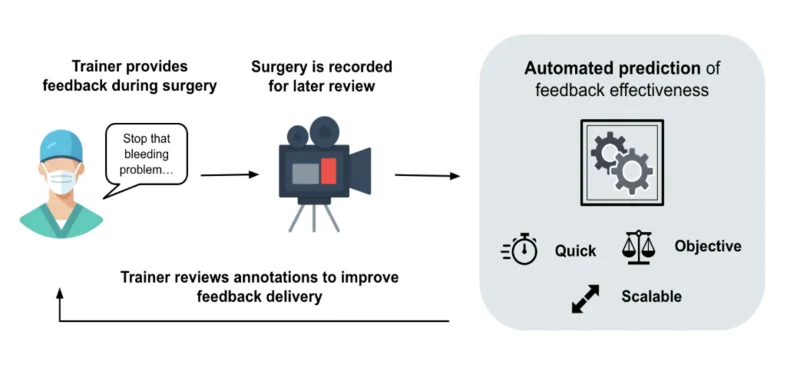 Trainer provides
feedback during surgery
Stop that
bleeding
problem…
Surgery is recorded
for later review
Automated prediction of
feedback effectiveness
Quick
Objective
Scalable
Trainer reviews annotations to improve
feedback delivery